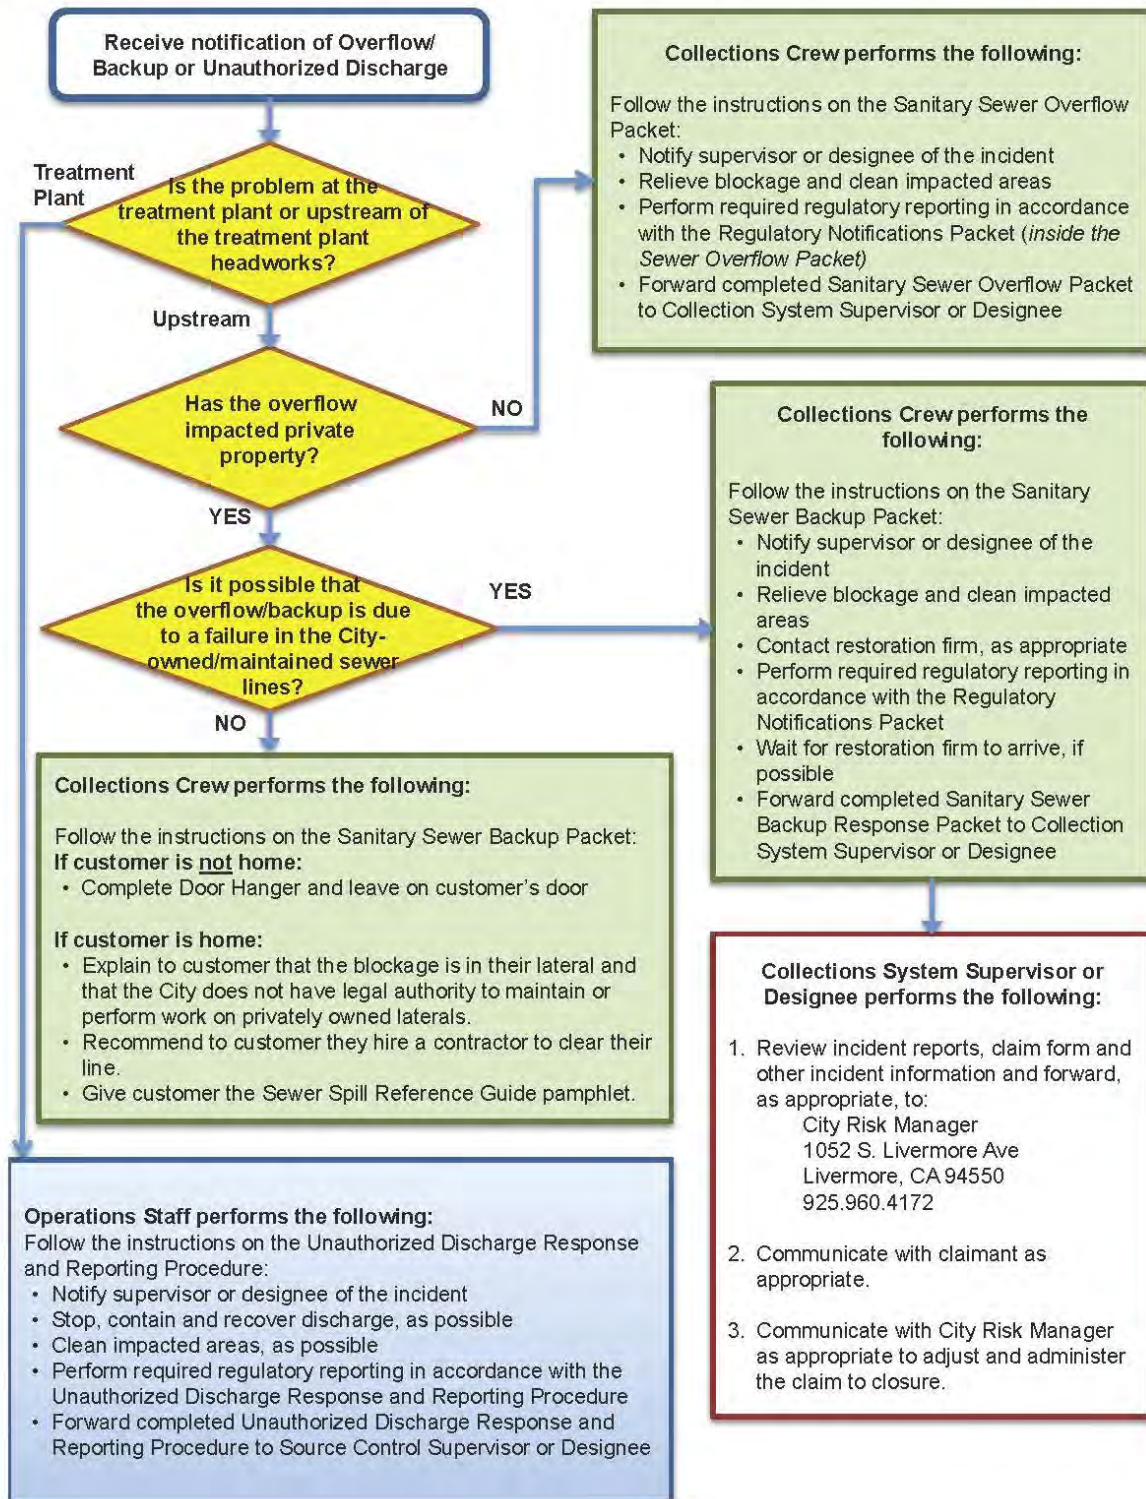 Receive notification of Overflow/
Backup or Unauthorized Discharge
Treatment
Plant
Is the problem at the
treatment plant or upstream of
the treatment plant
headworks?
Upstream
Has the overflow
impacted private
property?
NO
YES
Is it possible that
the overflow/backup is due
to a failure in the City-
owned/maintained sewer
lines?
YES
NO
Collections Crew performs the following:
Follow the instructions on the Sanitary Sewer Overflow
Packet:
• Notify supervisor or designee of the incident
• Relieve blockage and clean impacted areas
• Perform required regulatory reporting in accordance
with the Regulatory Notifications Packet (inside the
Sewer Overflow Packet)
• Forward completed Sanitary Sewer Overflow Packet
to Collection System Supervisor or Designee
Collections Crew performs the
following:
Follow the instructions on the Sanitary
Sewer Backup Packet:
• Notify supervisor or designee of the
incident
• Relieve blockage and clean impacted
areas
• Contact restoration firm, as appropriate
• Perform required regulatory reporting in
accordance with the Regulatory
Notifications Packet
• Wait for restoration firm to arrive, if
possible
• Forward completed Sanitary Sewer
Backup Response Packet to Collection
System Supervisor or Designee
Collections Crew performs the following:
Follow the instructions on the Sanitary Sewer Backup Packet:
If customer is not home:
• Complete Door Hanger and leave on customer's door
If customer is home:
• Explain to customer that the blockage is in their lateral and
that the City does not have legal authority to maintain or
perform work on privately owned laterals.
• Recommend to customer they hire a contractor to clear their
line.
• Give customer the Sewer Spill Reference Guide pamphlet.
Collections System Supervisor or
Designee performs the following:
1. Review incident reports, claim form and
other incident information and forward,
as appropriate, to:
City Risk Manager
1052 S. Livermore Ave
Livermore, CA 94550
925.960.4172
2. Communicate with claimant as
appropriate.
3. Communicate with City Risk Manager
as appropriate to adjust and administer
the claim to closure.
Operations Staff performs the following:
Follow the instructions on the Unauthorized Discharge Response
and Reporting Procedure:
• Notify supervisor or designee of the incident
• Stop, contain and recover discharge, as possible
• Clean impacted areas, as possible
• Perform required regulatory reporting in accordance with the
Unauthorized Discharge Response and Reporting Procedure
• Forward completed Unauthorized Discharge Response and
Reporting Procedure to Source Control Supervisor or Designee